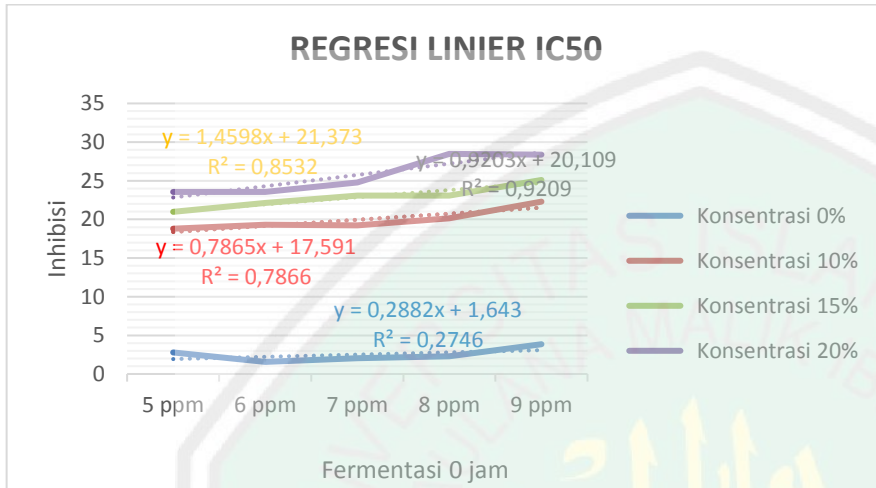 REGRESI LINIER IC50
35
30
25
20
15
10
5
0
Inhibisi
y = 1,4598x + 21,373
R² = 0,8532
y = 0,9203x + 20,109
R² = 0,9209
y = 0,7865x + 17,591
R² = 0,7866
y = 0,2882x + 1,643
R² = 0,2746
5 ppm 6 ppm 7 ppm 8 ppm 9 ppm
Fermentasi 0 jam
Konsentrasi 0%
Konsentrasi 10%
Konsentrasi 15%
Konsentrasi 20%